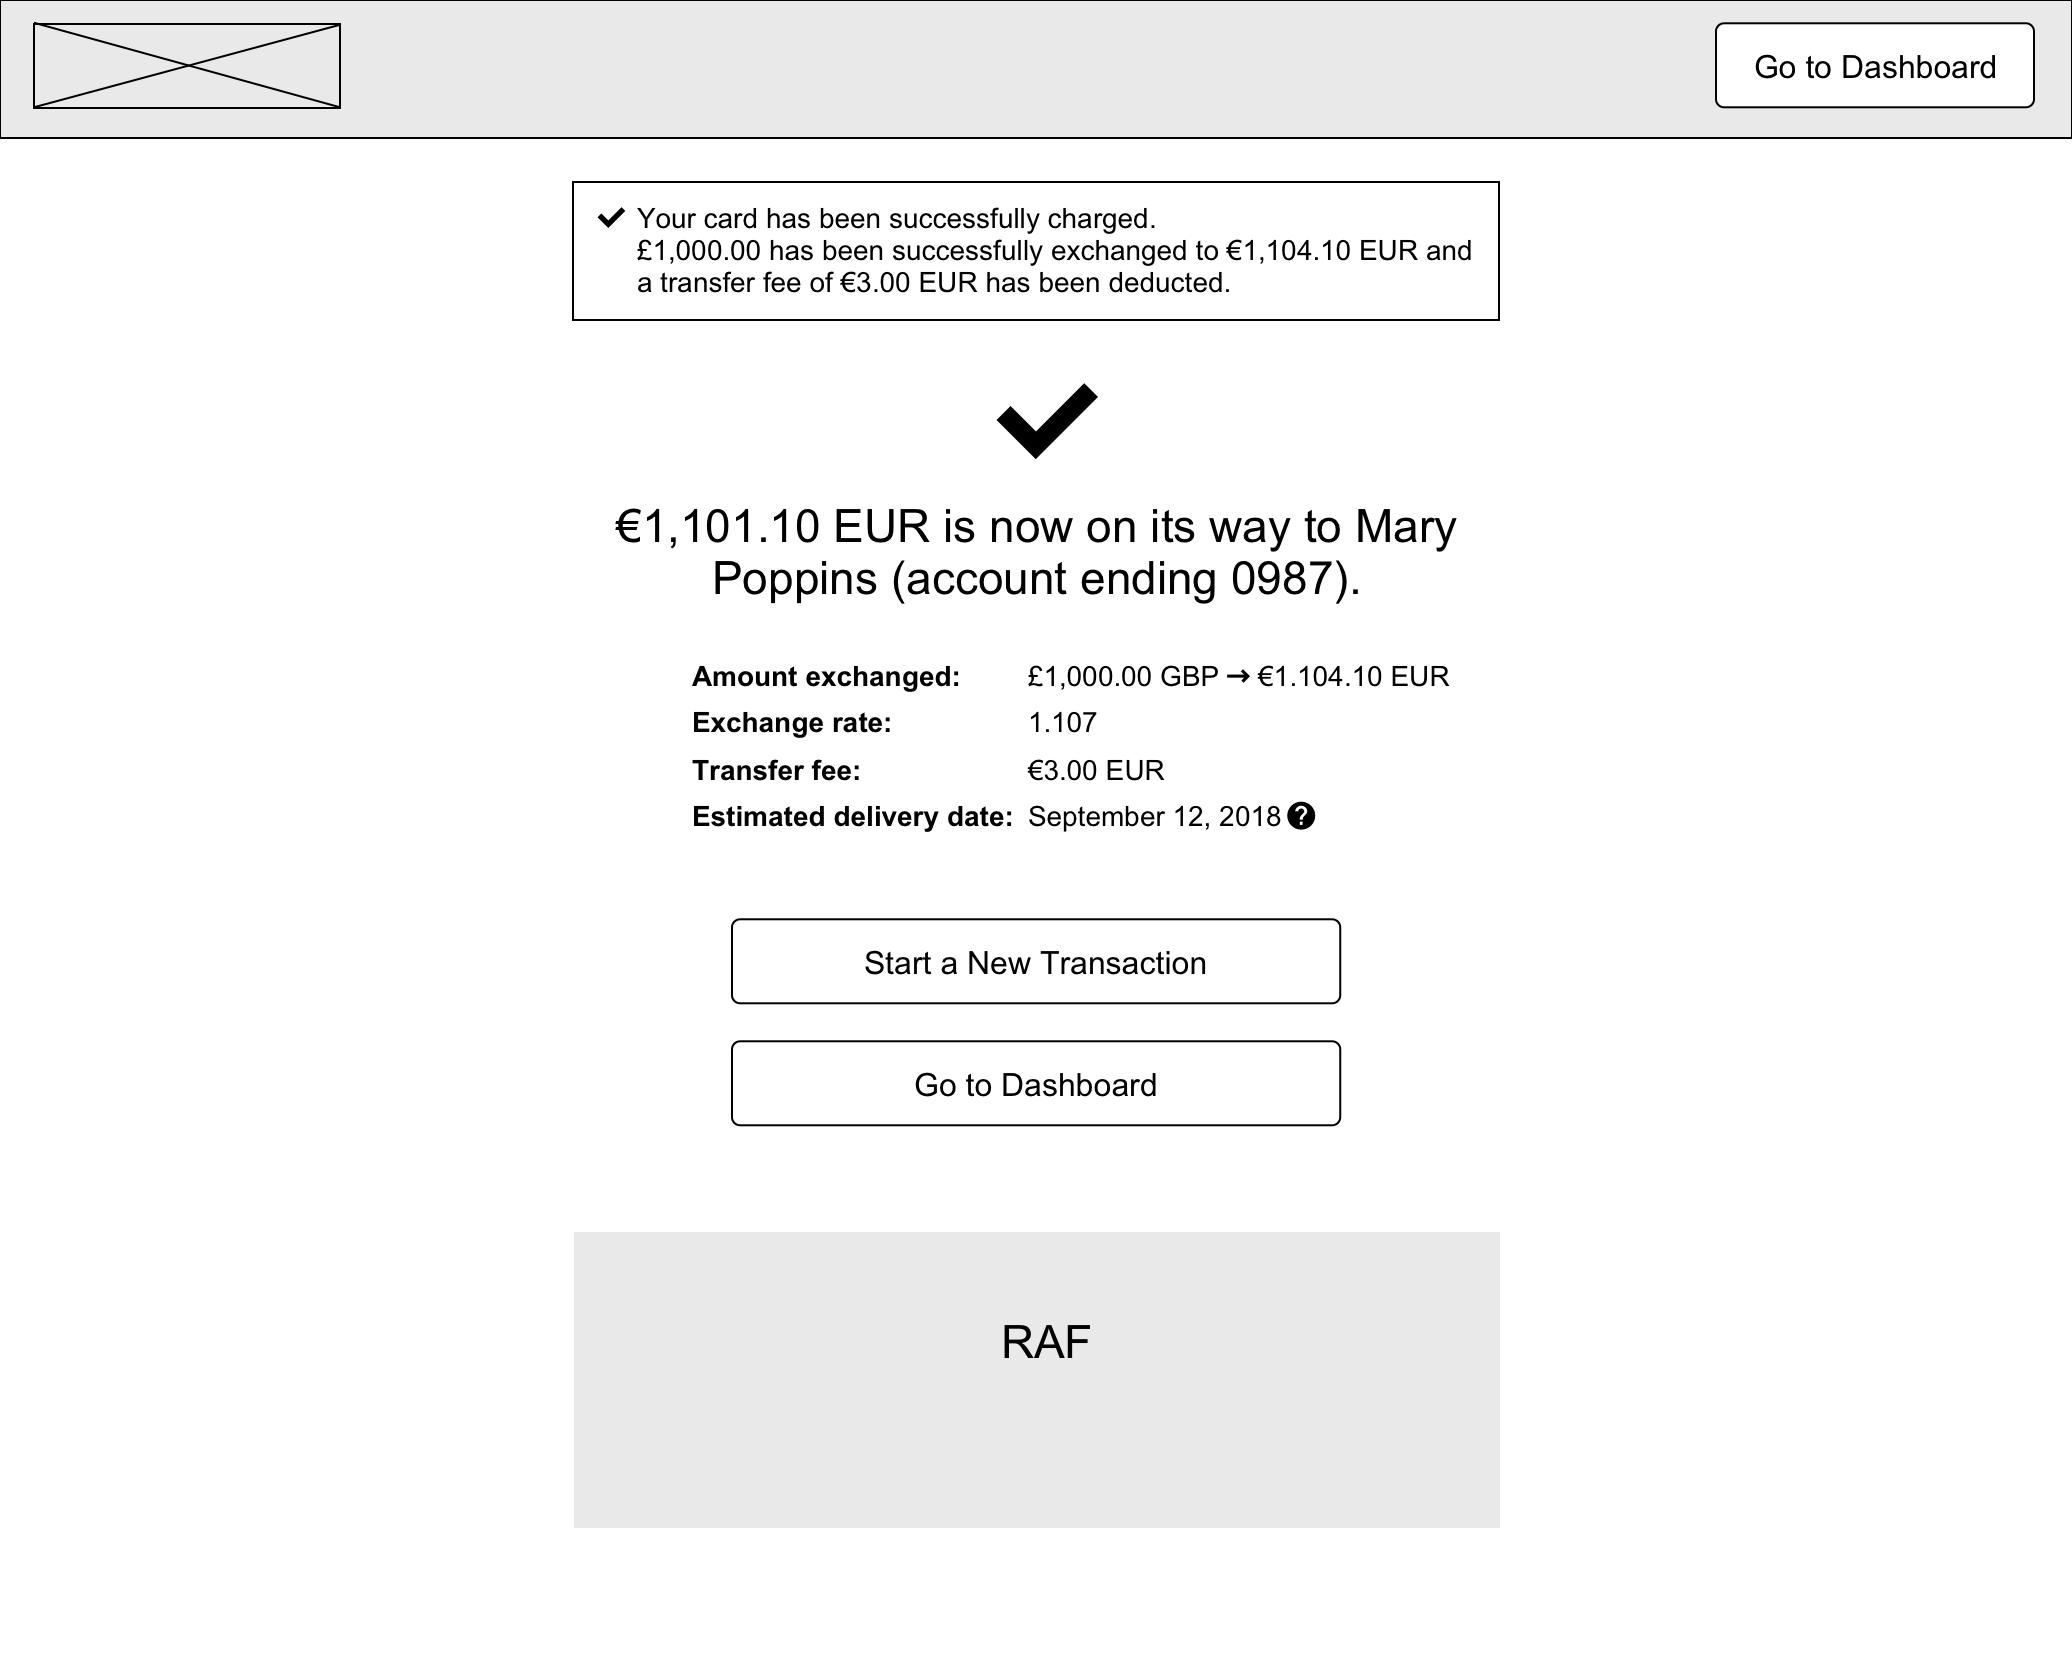 Go to Dashboard
Your card has been successfully charged.
£1,000.00 has been successfully exchanged to €1,104.10 EUR and
a transfer fee of €3.00 EUR has been deducted.
€1,101.10 EUR is now on its way to Mary
Poppins (account ending 0987).
Amount exchanged: £1,000.00 GBP → €1.104.10 EUR
Exchange rate: 1.107
Transfer fee: €3.00 EUR
Estimated delivery date: September 12, 2018 ?
Start a New Transaction
Go to Dashboard
RAF